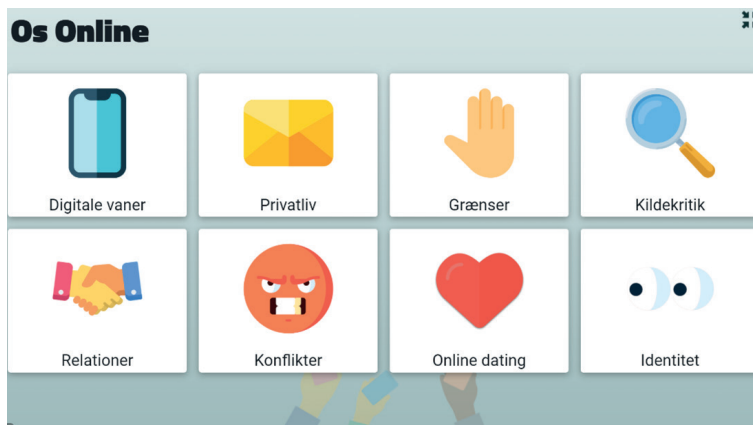 Os Online
Digitale vaner
Privatliv
Grænser
Kildekritik
Relationer
Konflikter
Online dating
Identitet